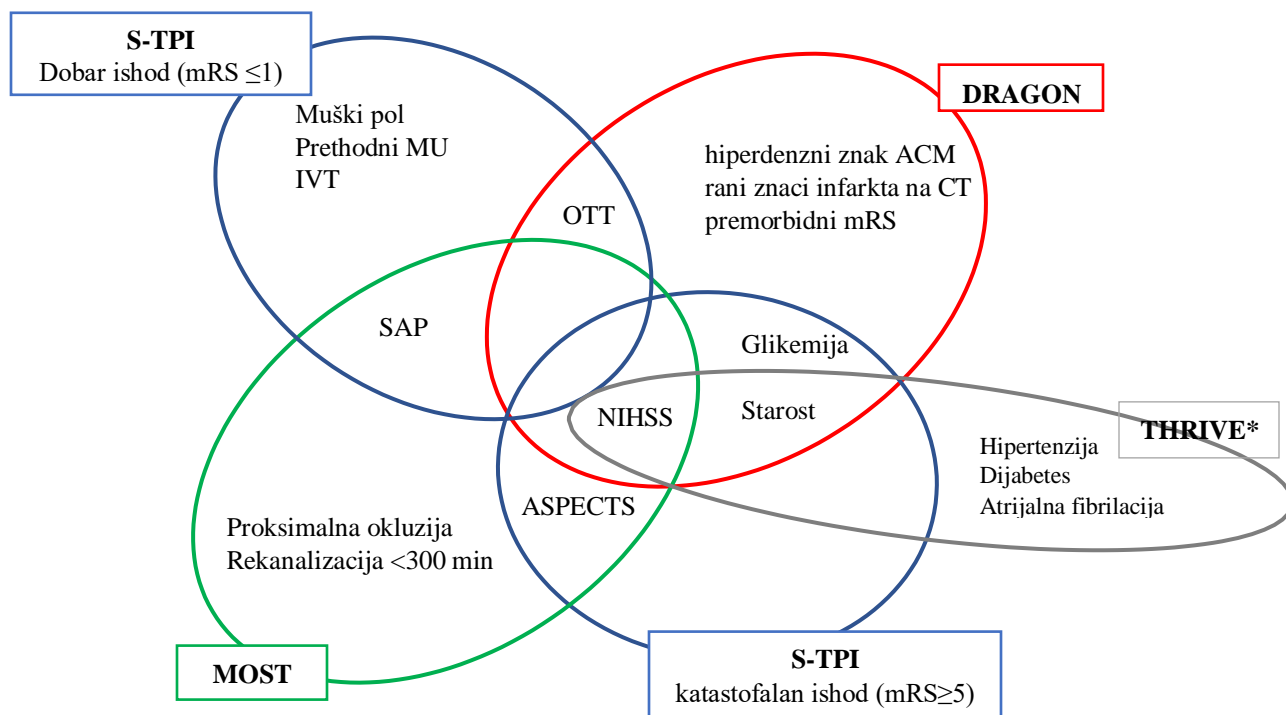 S-TPI
Dobar ishod (mRS ≤1)
DRAGON
Muški pol
Prethodni MU
IVT
hiperdenzni znak ACM
rani znaci infarkta na CT
premorbidni mRS
OTT
SAP
Glikemija
NIHSS
Starost
THRIVE*
Hipertenzija
Dijabetes
Atrijalna fibrilacija
ASPECTS
Proksimalna okluzija
Rekanalizacija <300 min
MOST
S-TPI
katastofalan ishod (mRS≥5)